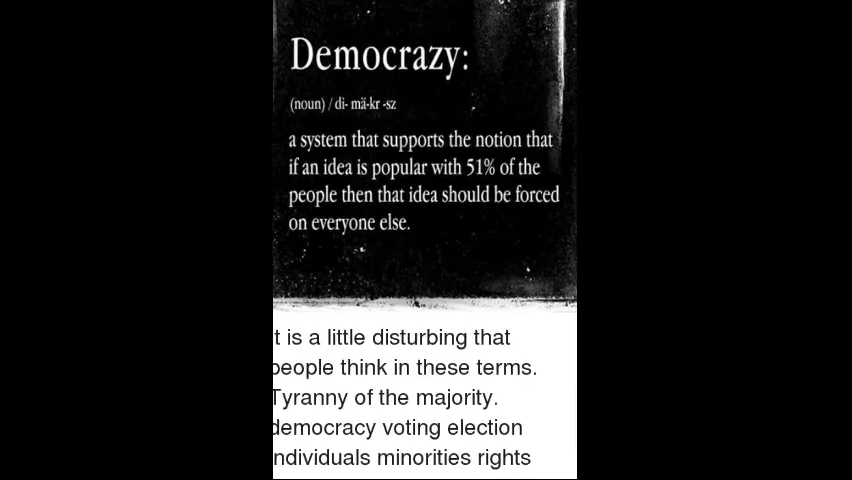 Democrazy:
(noun) / di- mä-kr -sz
a system that supports the notion that
if an idea is popular with 51% of the
people then that idea should be forced
on everyone else.
t is a little disturbing that
people think in these terms.
Tyranny of the majority.
democracy voting election
ndividuals minorities rights